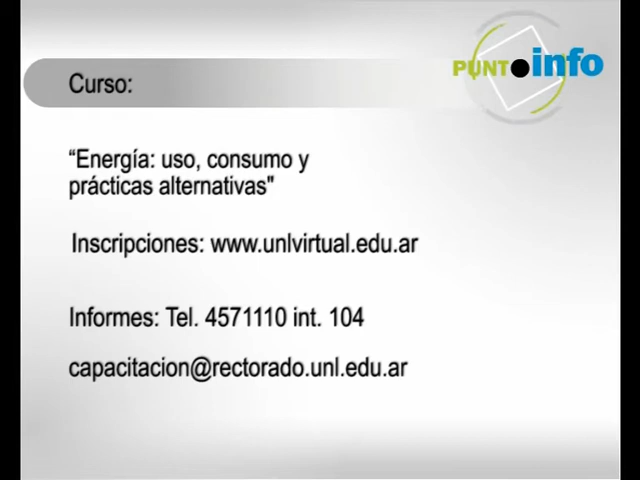 PUNTO info
Curso:
“Energía: uso, consumo y
prácticas alternativas"
Inscripciones: www.unlvirtual.edu.ar
Informes: Tel. 4571110 int. 104
capacitacion@rectorado.unl.edu.ar